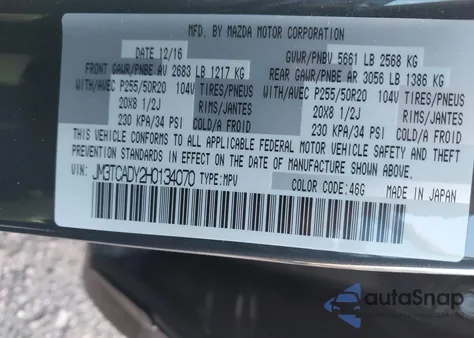 MFD. BY MAZDA MOTOR CORPORATION
DATE 12/16 GVWR/PNBV 5661 LB 2568 KG
FRONT GAWR/PNBE AV 2683 LB 1217 KG REAR GAWR/PNBE AR 3056 LB 1386 KG
WITH/AVEC P255/50R20 104V TIRES/PNEUS WITH/AVEC P255/50R20 104V TIRES/PNEUS
20X8 1/2J RIMS/JANTES 20X8 1/2J RIMS/JANTES
230 KPA/34 PSI COLD/A FROID 230 KPA/34 PSI COLD/A FROID
THIS VEHICLE CONFORMS TO ALL APPLICABLE FEDERAL MOTOR VEHICLE SAFETY AND THEFT
PREVENTION STANDARDS IN EFFECT ON THE DATE OF MANUFACTURE SHOWN ABOVE.
VIN: JM3TCADY2H0134070 TYPE:MPV COLOR CODE:46G MADE IN JAPAN
autoSnap